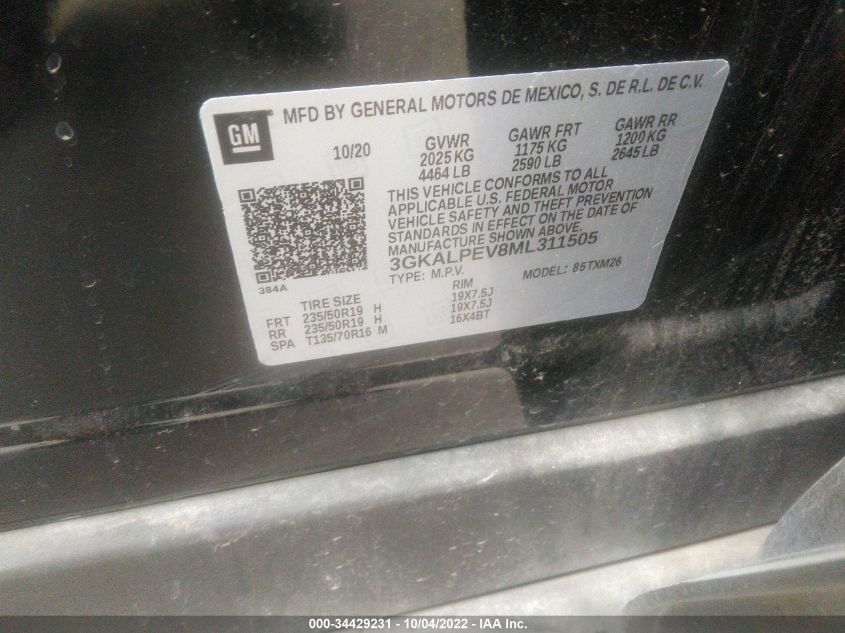 GM
MFD BY GENERAL MOTORS DE MEXICO, S. DE R.L. DE C.V.
10/20 GVWR GAWR FRT GAWR RR
2025 KG 1175 KG 1200 KG
4464 LB 2590 LB 2645 LB
THIS VEHICLE CONFORMS TO ALL
APPLICABLE U.S. FEDERAL MOTOR
VEHICLE SAFETY AND THEFT PREVENTION
STANDARDS IN EFFECT ON THE DATE OF
MANUFACTURE SHOWN ABOVE.
3GKALPEV8ML311505
TYPE: M.P.V. MODEL: 85TXM26
384A
TIRE SIZE RIM
FRT 235/50R19 H 19X7.5J
RR 235/50R19 H 19X7.5J
SPA T135/70R16 M 16X4BT
000-34429231 - 10/04/2022 - IAA Inc.